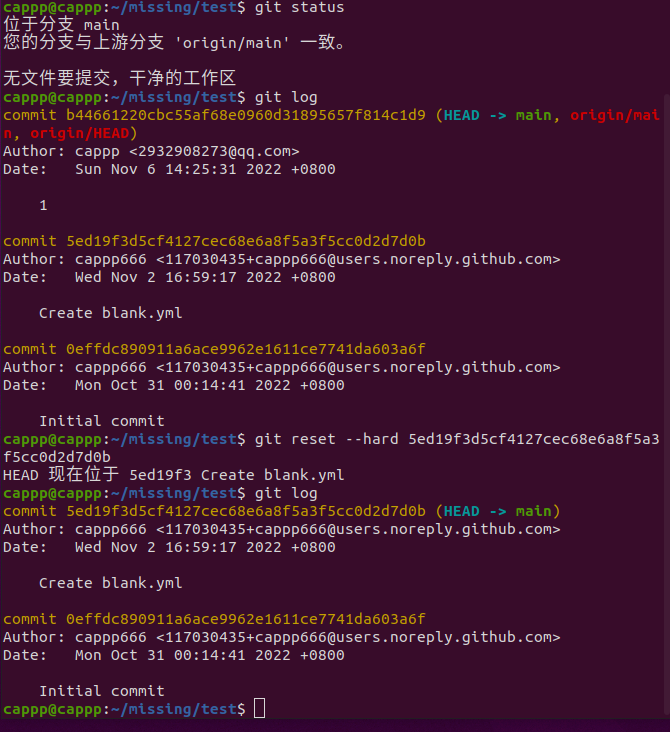 cappp@cappp:~/missing/test$ git status
位于分支 main
您的分支与上游分支 'origin/main' 一致。
无文件要提交，干净的工作区
cappp@cappp:~/missing/test$ git log
commit b44661220cbc55af68e0960d31895657f814c1d9 (HEAD -> main, origin/mai
n, origin/HEAD)
Author: cappp <2932908273@qq.com>
Date:   Sun Nov 6 14:25:31 2022 +0800
    1
commit 5ed19f3d5cf4127cec68e6a8f5a3f5cc0d2d7d0b
Author: cappp666 <117030435+cappp666@users.noreply.github.com>
Date:   Wed Nov 2 16:59:17 2022 +0800
    Create blank.yml
commit 0effdc890911a6ace9962e1611ce7741da603a6f
Author: cappp666 <117030435+cappp666@users.noreply.github.com>
Date:   Mon Oct 31 00:14:41 2022 +0800
    Initial commit
cappp@cappp:~/missing/test$ git reset --hard 5ed19f3d5cf4127cec68e6a8f5a3
f5cc0d2d7d0b
HEAD 现在位于 5ed19f3 Create blank.yml
cappp@cappp:~/missing/test$ git log
commit 5ed19f3d5cf4127cec68e6a8f5a3f5cc0d2d7d0b (HEAD -> main)
Author: cappp666 <117030435+cappp666@users.noreply.github.com>
Date:   Wed Nov 2 16:59:17 2022 +0800
    Create blank.yml
commit 0effdc890911a6ace9962e1611ce7741da603a6f
Author: cappp666 <117030435+cappp666@users.noreply.github.com>
Date:   Mon Oct 31 00:14:41 2022 +0800
    Initial commit
cappp@cappp:~/missing/test$